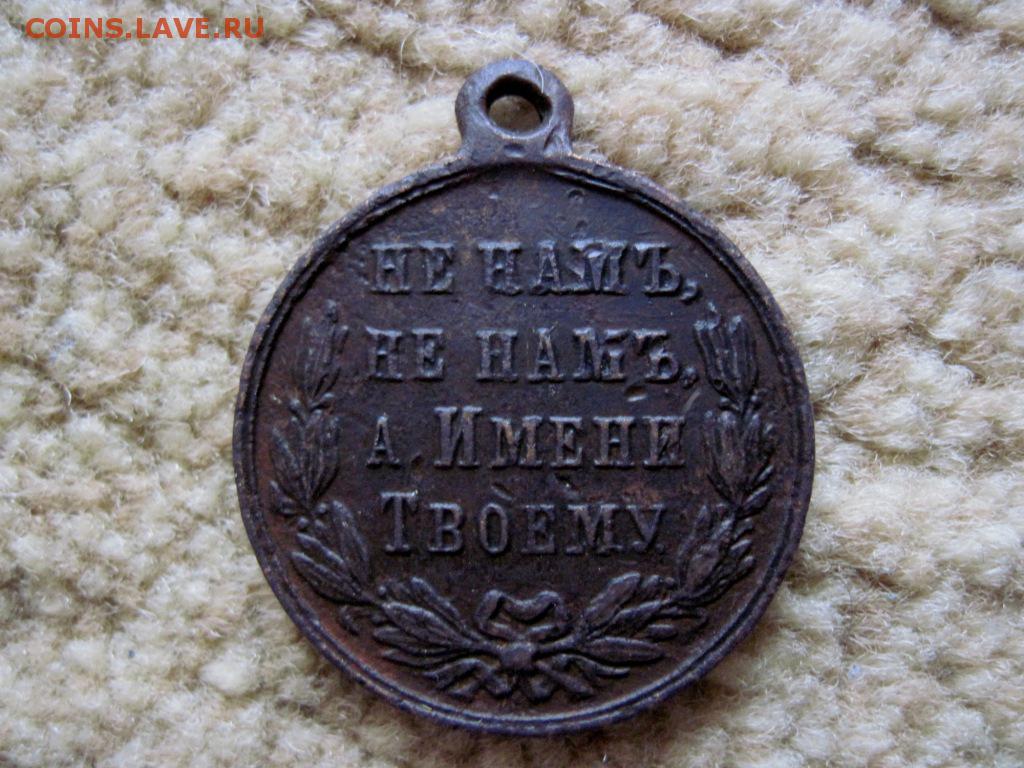 COINS.LAVE.RU
НЕ НАМЪ,
НЕ НАМЪ,
А ИМЕНИ
ТВОЕМУ.